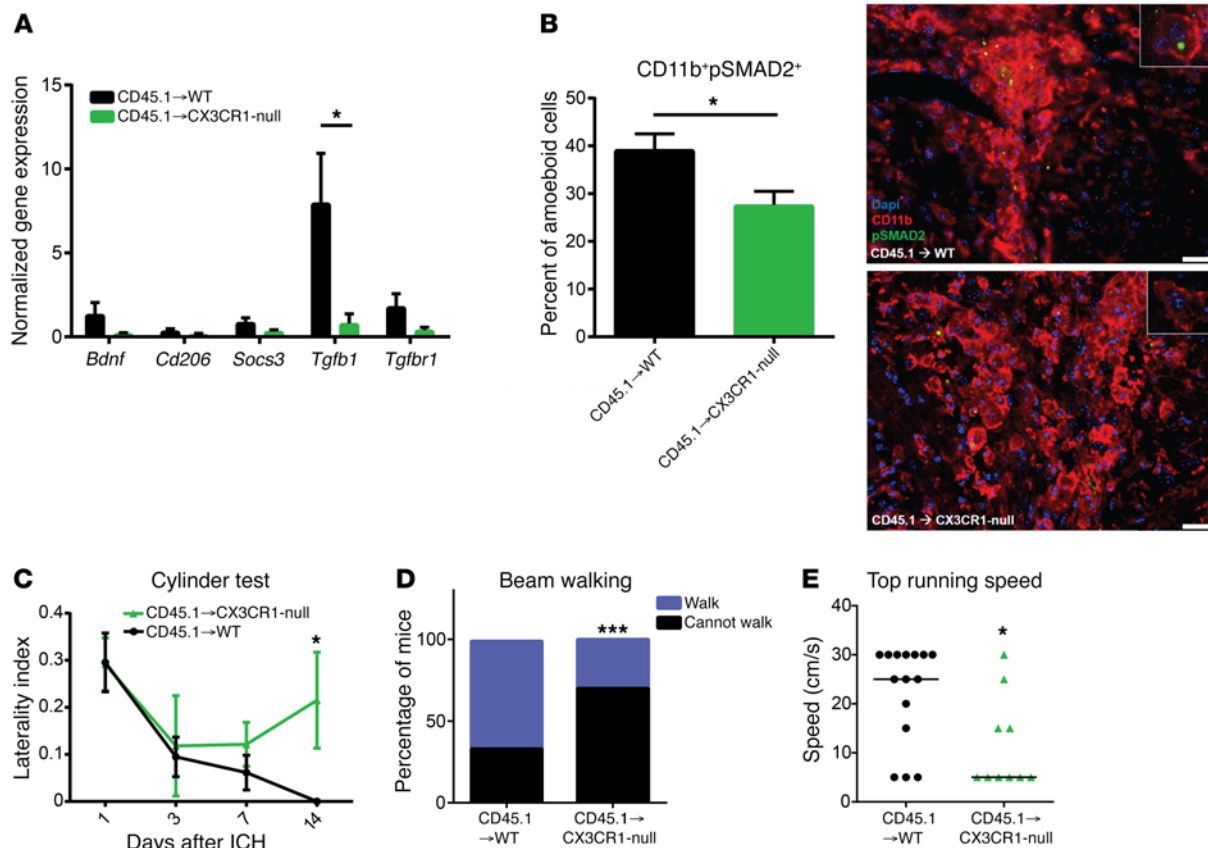 A
Normalized gene expression
15
10
5
0
CD45.1→WT
CD45.1→CX3CR1-null
*
Bdnf
Cd206
Socs3
Tgfb1
Tgfbr1
B
CD11b⁺pSMAD2⁺
Percent of amoeboid cells
50
40
30
20
10
0
*
CD45.1→WT
CD45.1→CX3CR1-null
Dapi
CD11b
pSMAD2
CD45.1 → WT
CD45.1 → CX3CR1-null
C
Cylinder test
Laterality index
0.4
0.3
0.2
0.1
0
CD45.1→CX3CR1-null
CD45.1→WT
*
1
3
7
14
Days after ICH
D
Beam walking
Walk
Cannot walk
Percentage of mice
100
50
0
***
CD45.1
→WT
CD45.1→
CX3CR1-null
E
Top running speed
Speed (cm/s)
40
30
20
10
0
*
CD45.1
→WT
CD45.1→
CX3CR1-null